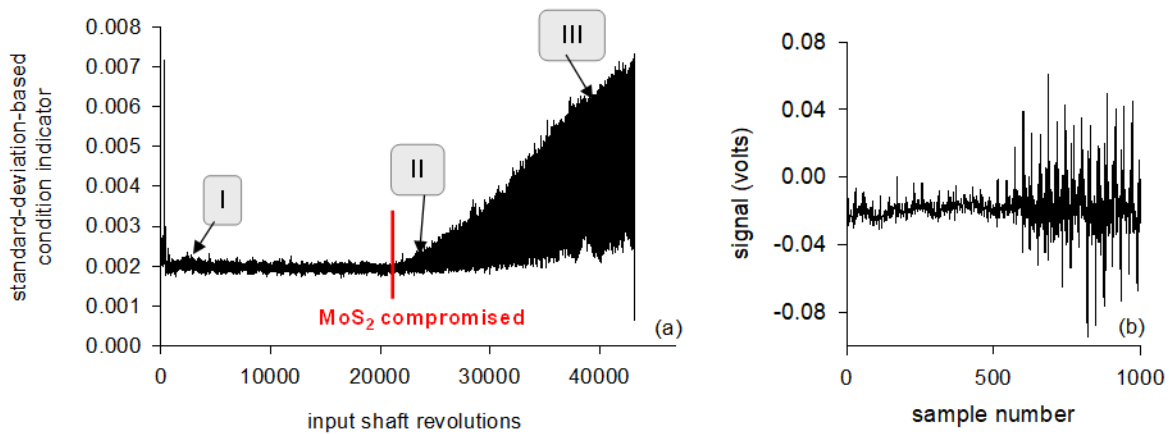 standard-deviation-based
condition indicator
0.008
0.007
0.006
0.005
0.004
0.003
0.002
0.001
0.000
I
II
III
MoS₂ compromised
(a)
0
10000
20000
30000
40000
input shaft revolutions
signal (volts)
0.08
0.04
0.00
-0.04
-0.08
(b)
0
500
1000
sample number